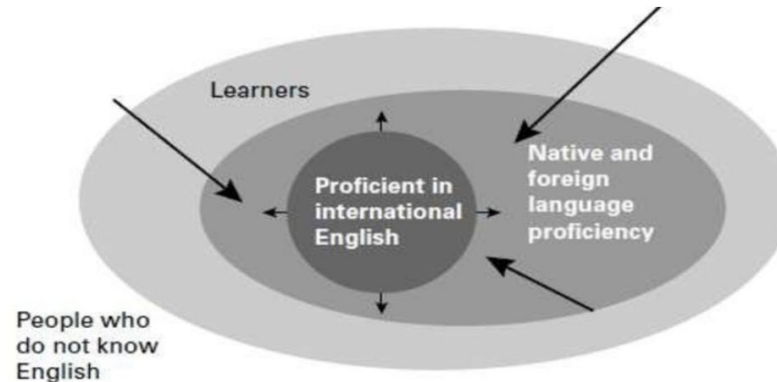 Learners
Native and
foreign
language
proficiency
Proficient in
international
English
People who
do not know
English